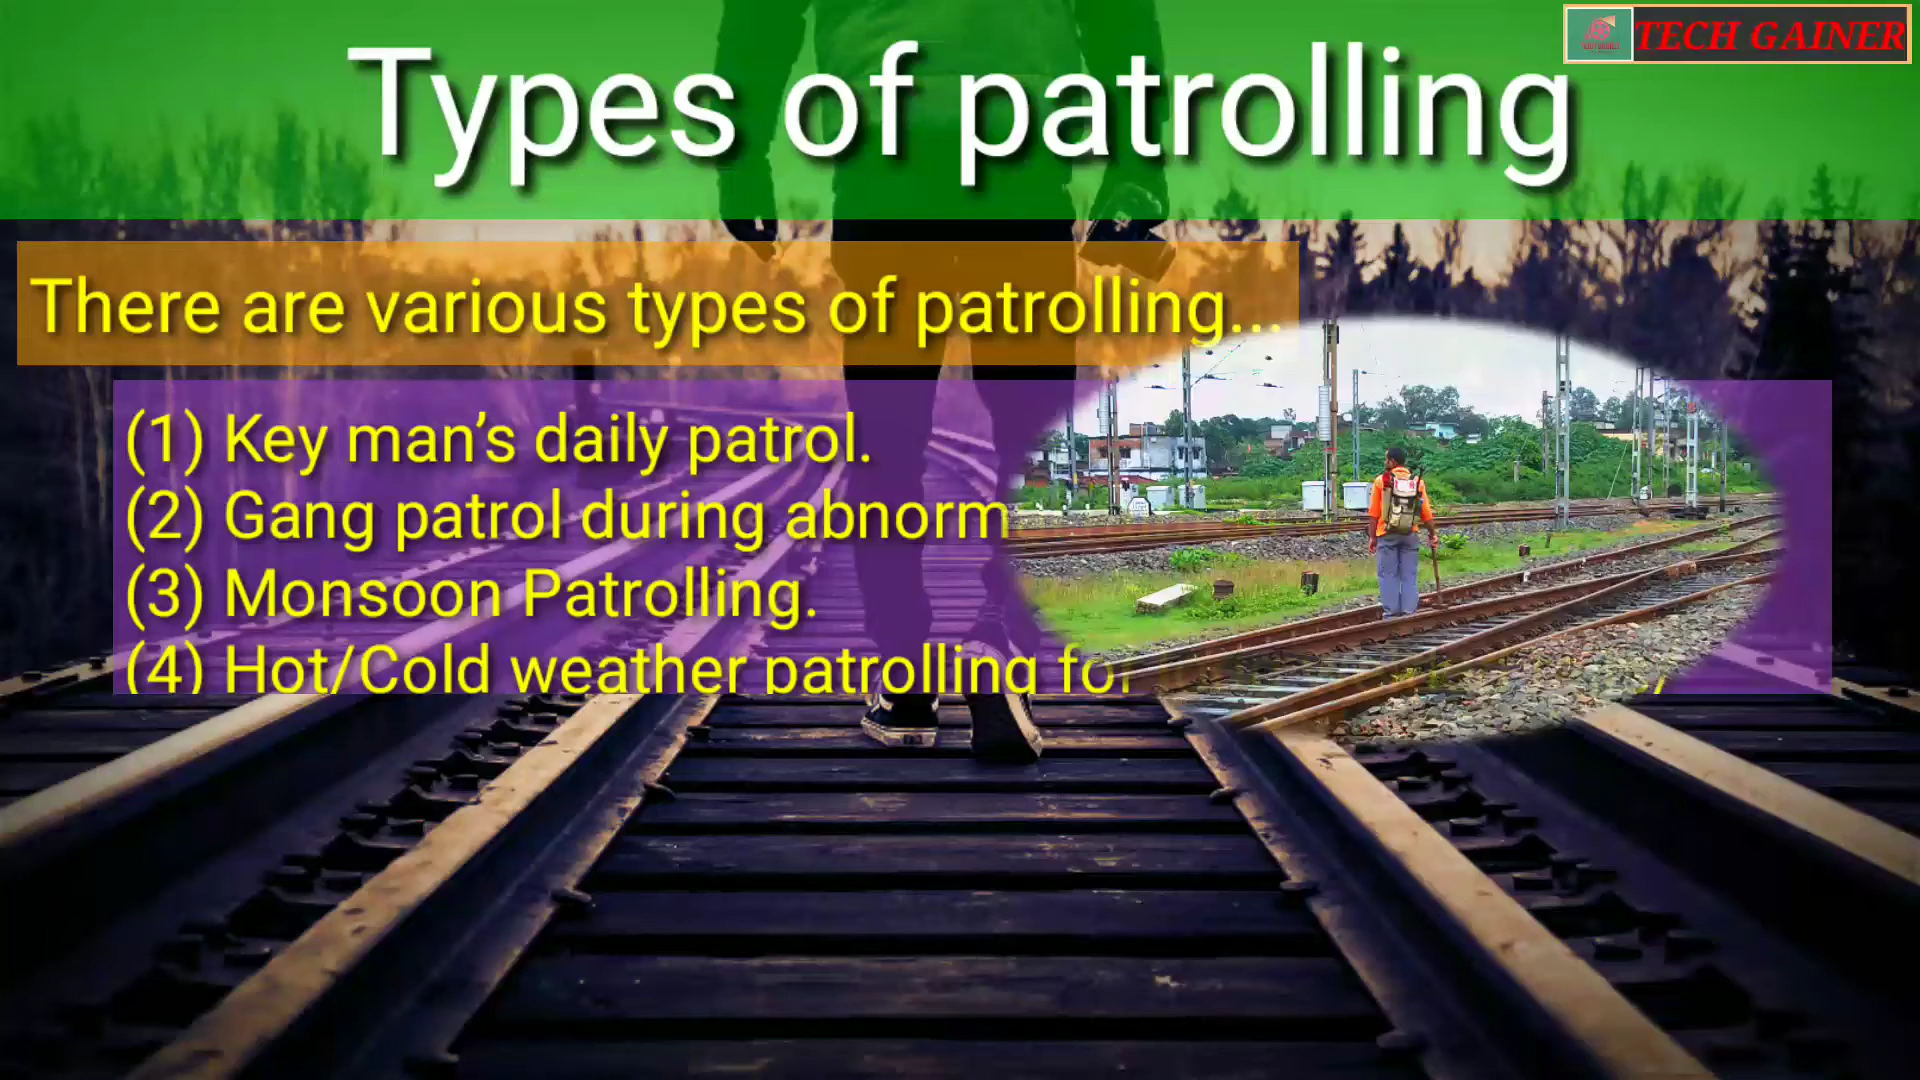 TECH GAINER
Types of patrolling
There are various types of patrolling...
(1) Key man’s daily patrol.
(2) Gang patrol during abnorm
(3) Monsoon Patrolling.
(4) Hot/Cold weather patrolling for